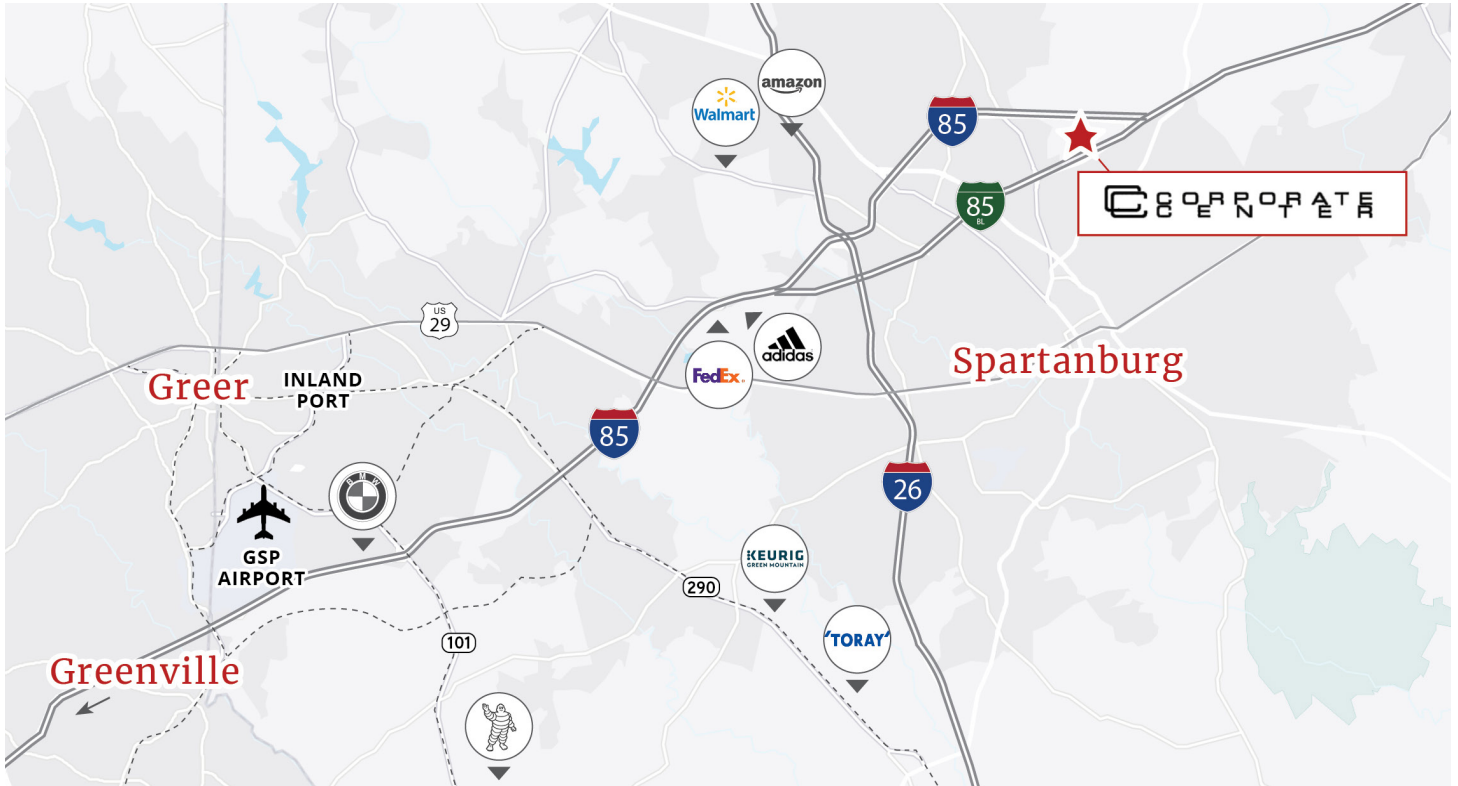 amazon
Walmart
85
85
BL
CORPORATE
CENTER
US
29
adidas
FedEx
Spartanburg
Greer
INLAND
PORT
85
BMW
26
GSP
AIRPORT
KEURIG
GREEN MOUNTAIN
290
'TORAY'
101
Greenville